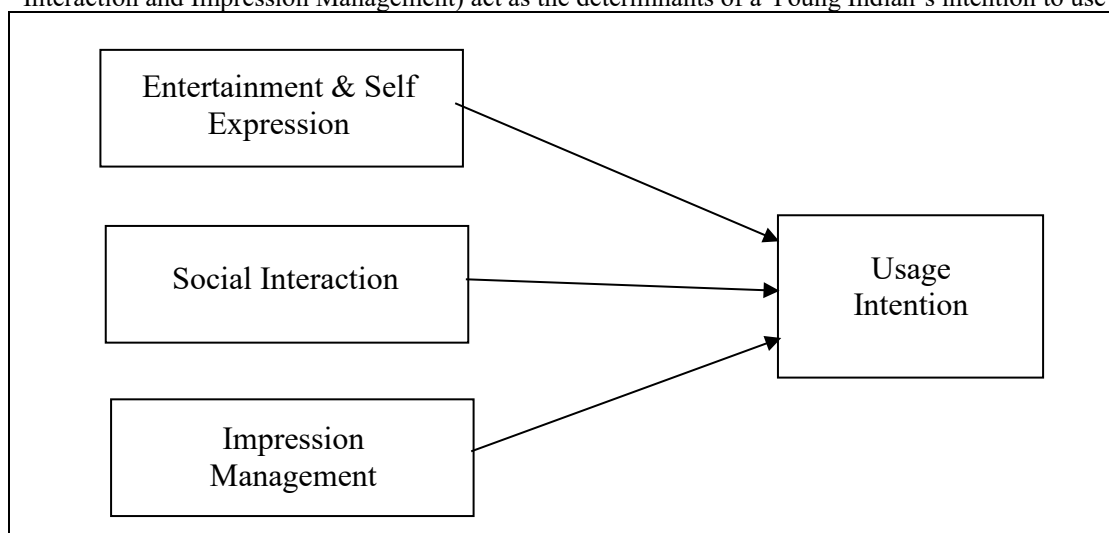 Interaction and Impression Management) act as the determinants of a Young Indian's intention to use
Entertainment & Self
Expression
Social Interaction
Impression
Management
Usage
Intention